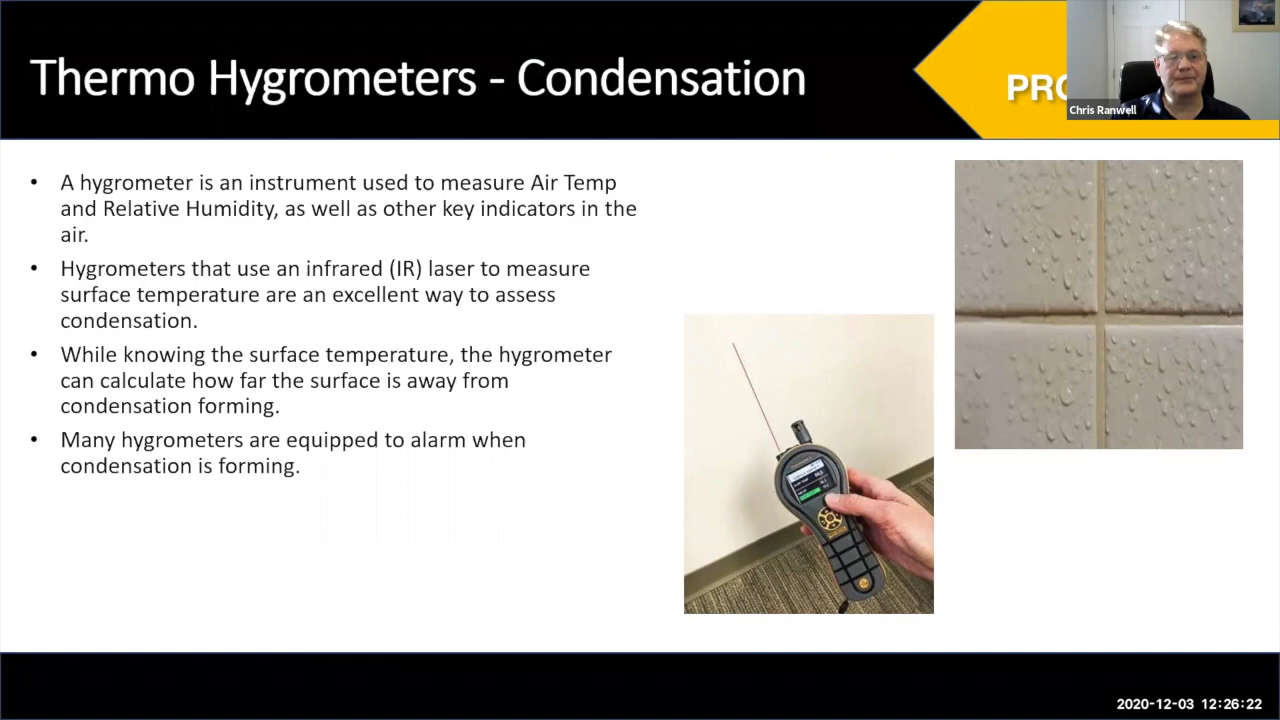 Thermo Hygrometers - Condensation
PRO
Chris Ranwell
• A hygrometer is an instrument used to measure Air Temp
and Relative Humidity, as well as other key indicators in the
air.
• Hygrometers that use an infrared (IR) laser to measure
surface temperature are an excellent way to assess
condensation.
• While knowing the surface temperature, the hygrometer
can calculate how far the surface is away from
condensation forming.
• Many hygrometers are equipped to alarm when
condensation is forming.
2020-12-03 12:26:22